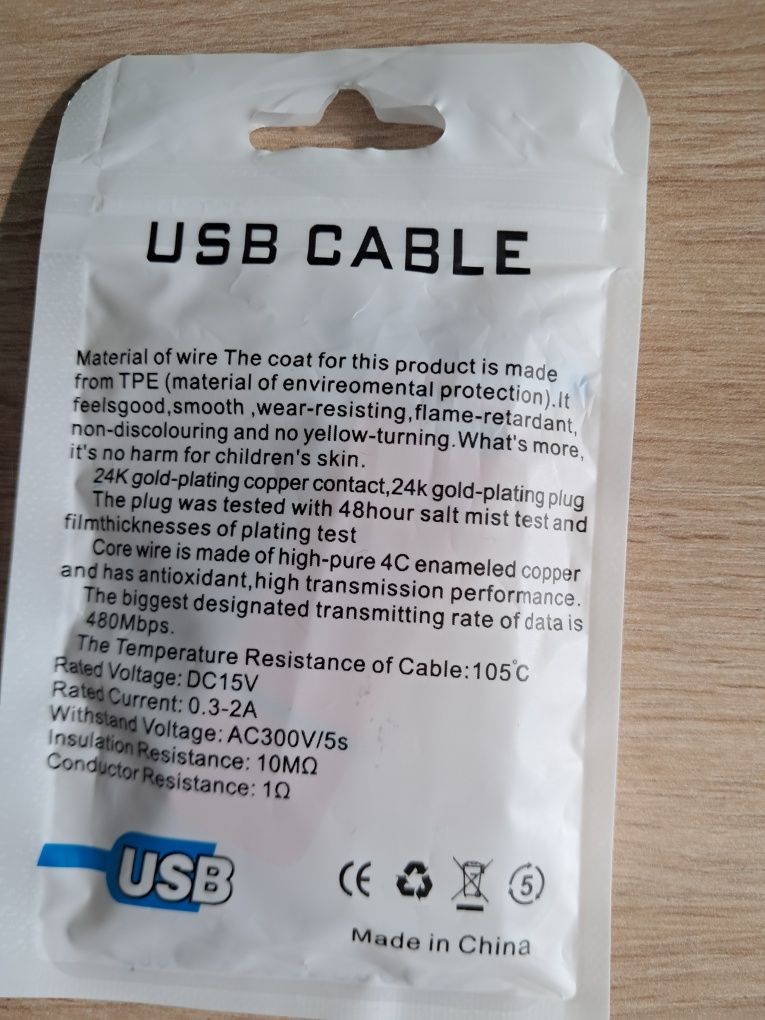 USB CABLE
Material of wire The coat for this product is made
from TPE (material of envireomental protection).It
feelsgood,smooth ,wear-resisting,flame-retardant,
non-discolouring and no yellow-turning.What's more,
it's no harm for children's skin.
24K gold-plating copper contact,24k gold-plating plug
The plug was tested with 48hour salt mist test and
filmthicknesses of plating test
Core wire is made of high-pure 4C enameled copper
and has antioxidant,high transmission performance.
The biggest designated transmitting rate of data is
480Mbps.
The Temperature Resistance of Cable:105℃
Rated Voltage: DC15V
Rated Current: 0.3-2A
Withstand Voltage: AC300V/5s
Insulation Resistance: 10MΩ
Conductor Resistance: 1Ω
USB
CE 5
Made in China